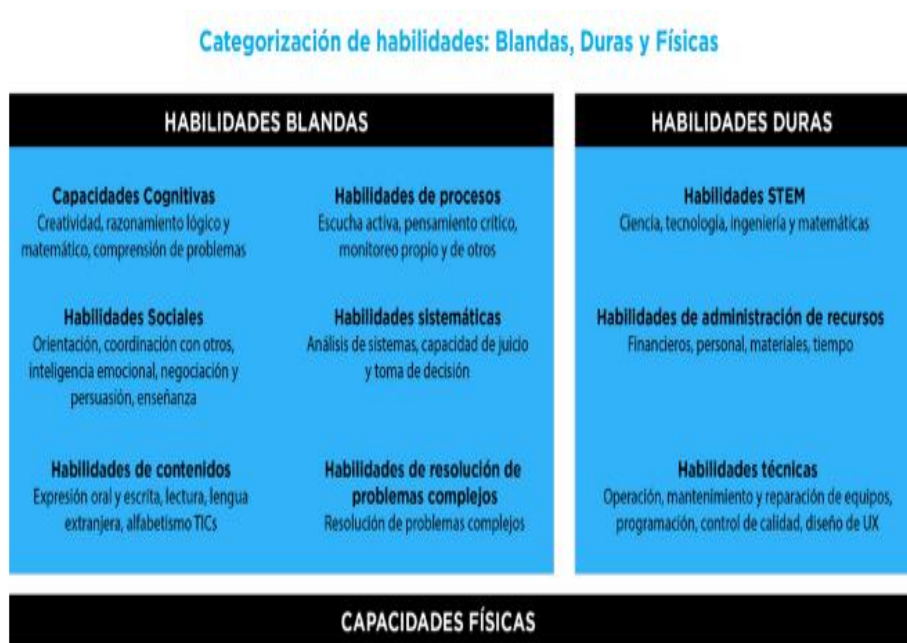 Categorización de habilidades: Blandas, Duras y Físicas
HABILIDADES BLANDAS
Capacidades Cognitivas
Creatividad, razonamiento lógico y
matemático, comprensión de problemas
Habilidades de procesos
Escucha activa, pensamiento crítico,
monitoreo propio y de otros
Habilidades Sociales
Orientación, coordinación con otros,
inteligencia emocional, negociación y
persuasión, enseñanza
Habilidades sistemáticas
Análisis de sistemas, capacidad de juicio
y toma de decisión
Habilidades de contenidos
Expresión oral y escrita, lectura, lengua
extranjera, alfabetismo TICs
Habilidades de resolución de
problemas complejos
Resolución de problemas complejos
HABILIDADES DURAS
Habilidades STEM
Ciencia, tecnología, ingeniería y matemáticas
Habilidades de administración de recursos
Financieros, personal, materiales, tiempo
Habilidades técnicas
Operación, mantenimiento y reparación de equipos,
programación, control de calidad, diseño de UX
CAPACIDADES FÍSICAS